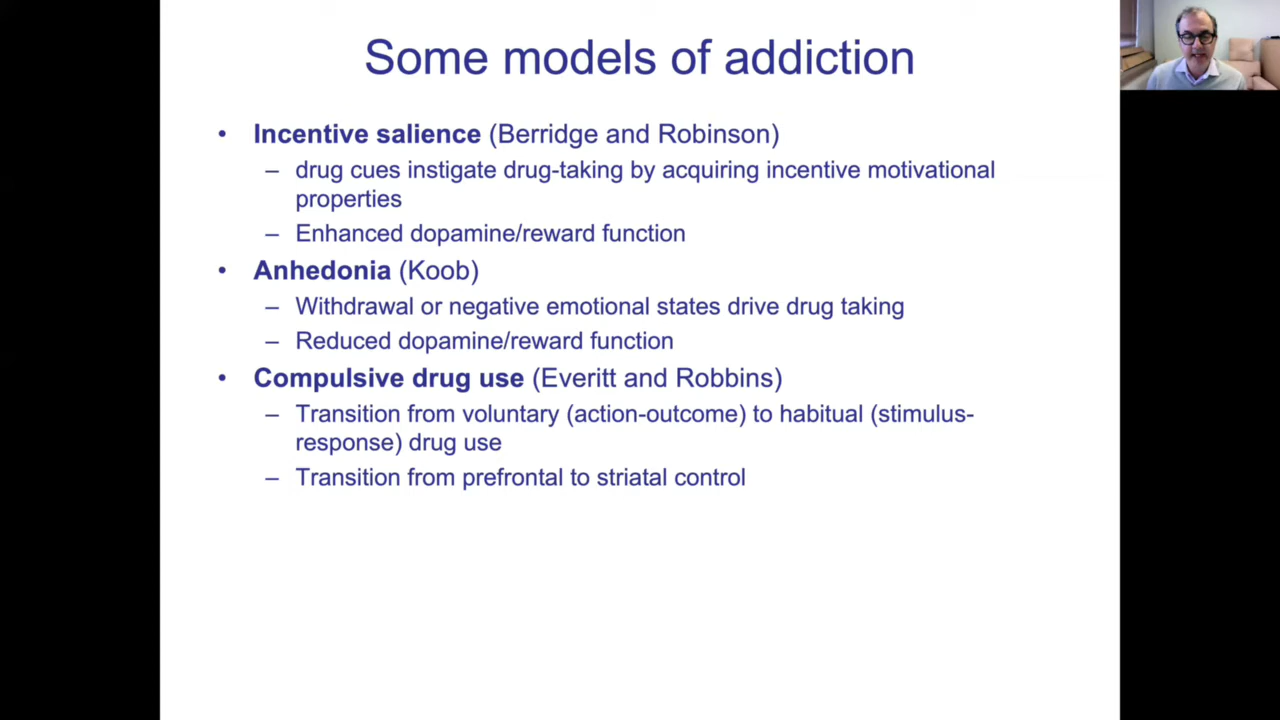 Some models of addiction
• Incentive salience (Berridge and Robinson)
– drug cues instigate drug-taking by acquiring incentive motivational
properties
– Enhanced dopamine/reward function
• Anhedonia (Koob)
– Withdrawal or negative emotional states drive drug taking
– Reduced dopamine/reward function
• Compulsive drug use (Everitt and Robbins)
– Transition from voluntary (action-outcome) to habitual (stimulus-
response) drug use
– Transition from prefrontal to striatal control